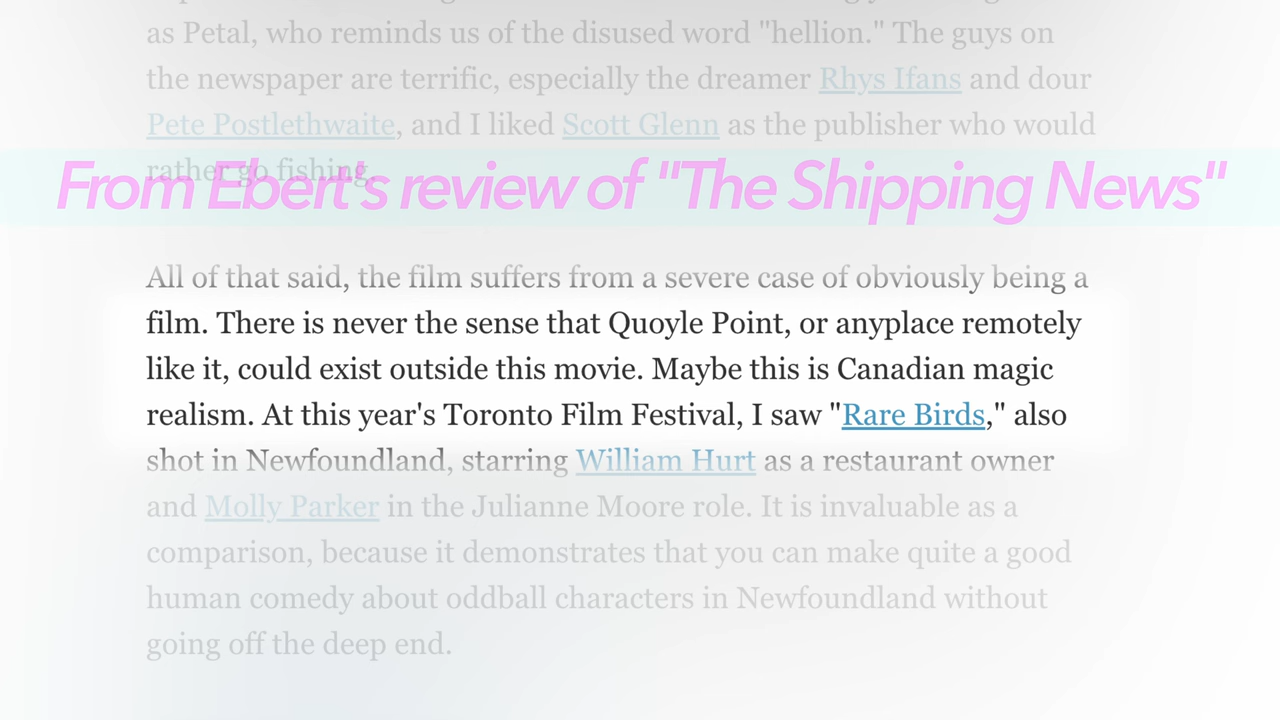 as Petal, who reminds us of the disused word "hellion." The guys on
the newspaper are terrific, especially the dreamer Rhys Ifans and dour
Pete Postlethwaite, and I liked Scott Glenn as the publisher who would
rather go fishing.
From Ebert's review of "The Shipping News"
All of that said, the film suffers from a severe case of obviously being a
film. There is never the sense that Quoyle Point, or anyplace remotely
like it, could exist outside this movie. Maybe this is Canadian magic
realism. At this year's Toronto Film Festival, I saw "Rare Birds," also
shot in Newfoundland, starring William Hurt as a restaurant owner
and Molly Parker in the Julianne Moore role. It is invaluable as a
comparison, because it demonstrates that you can make quite a good
human comedy about oddball characters in Newfoundland without
going off the deep end.